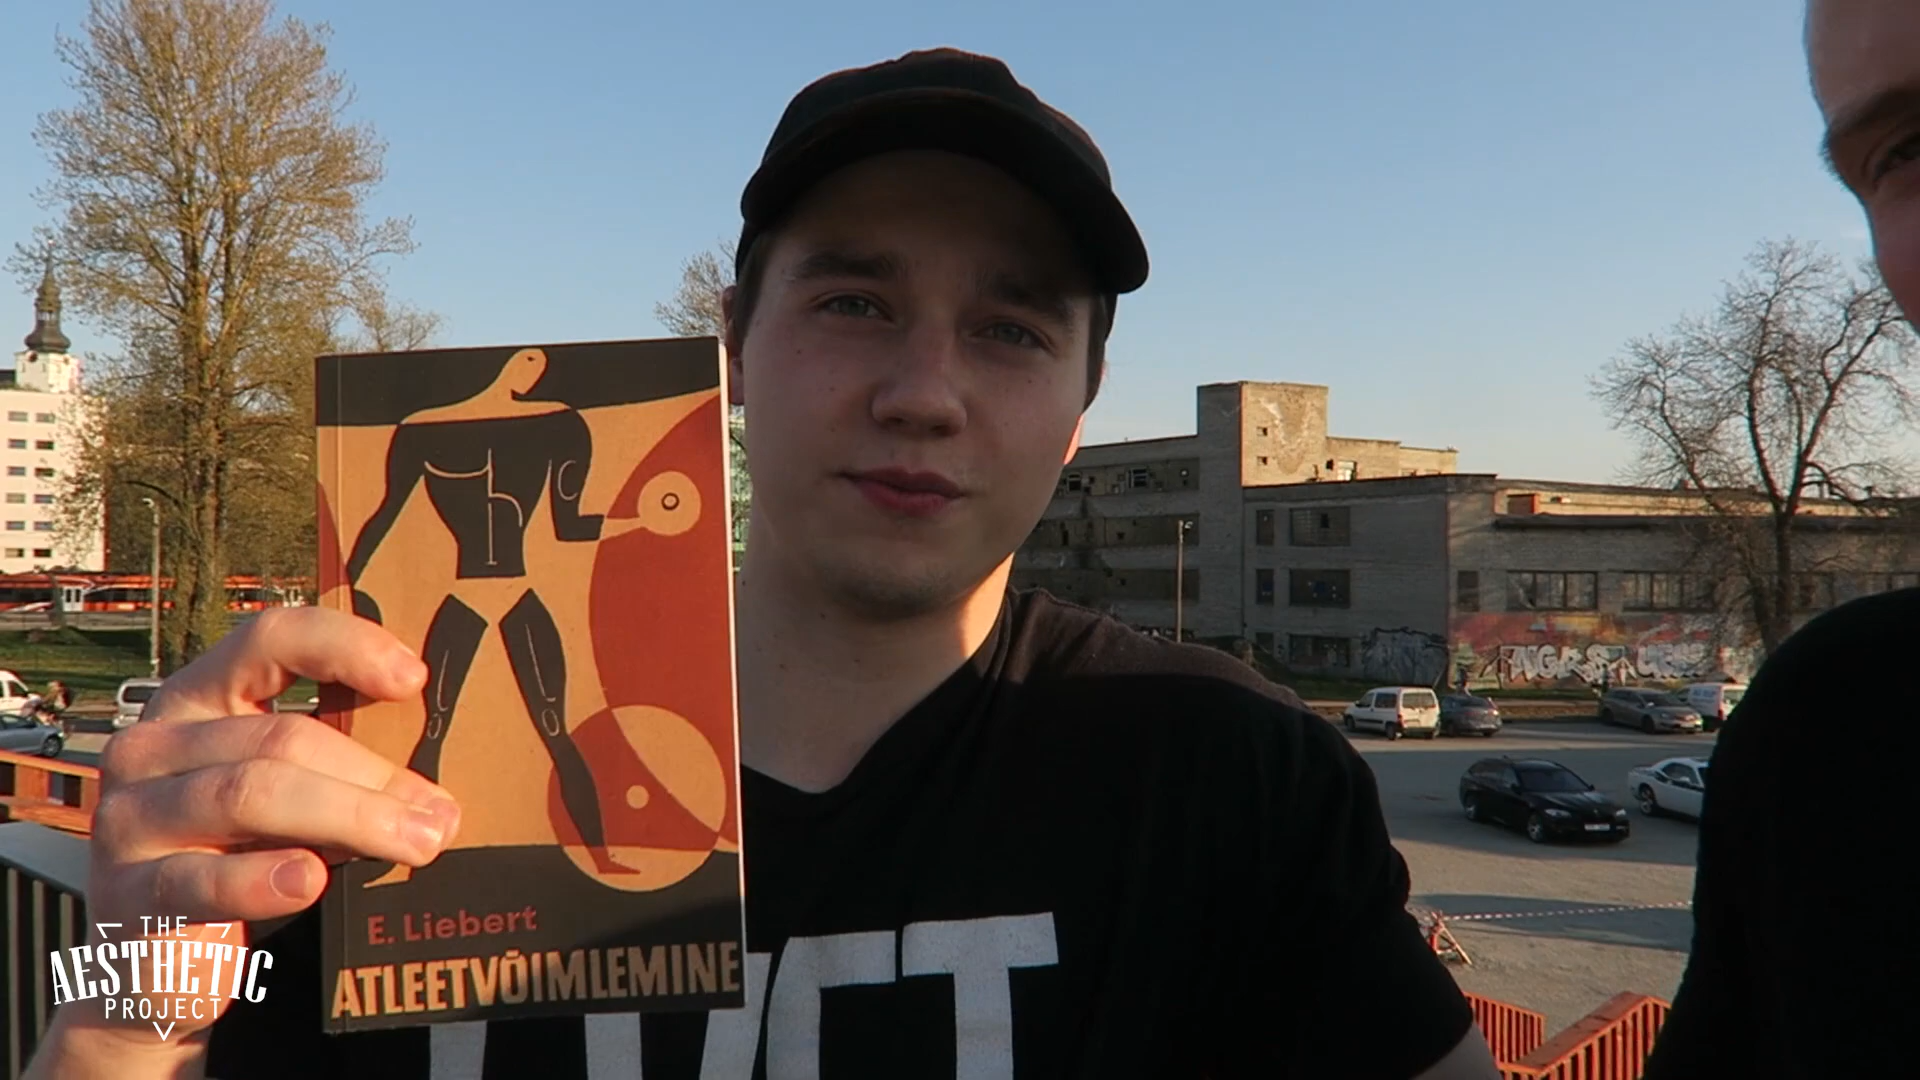 E. Liebert
ATLEETVÕIMLEMINE
THE
AESTHETIC
PROJECT